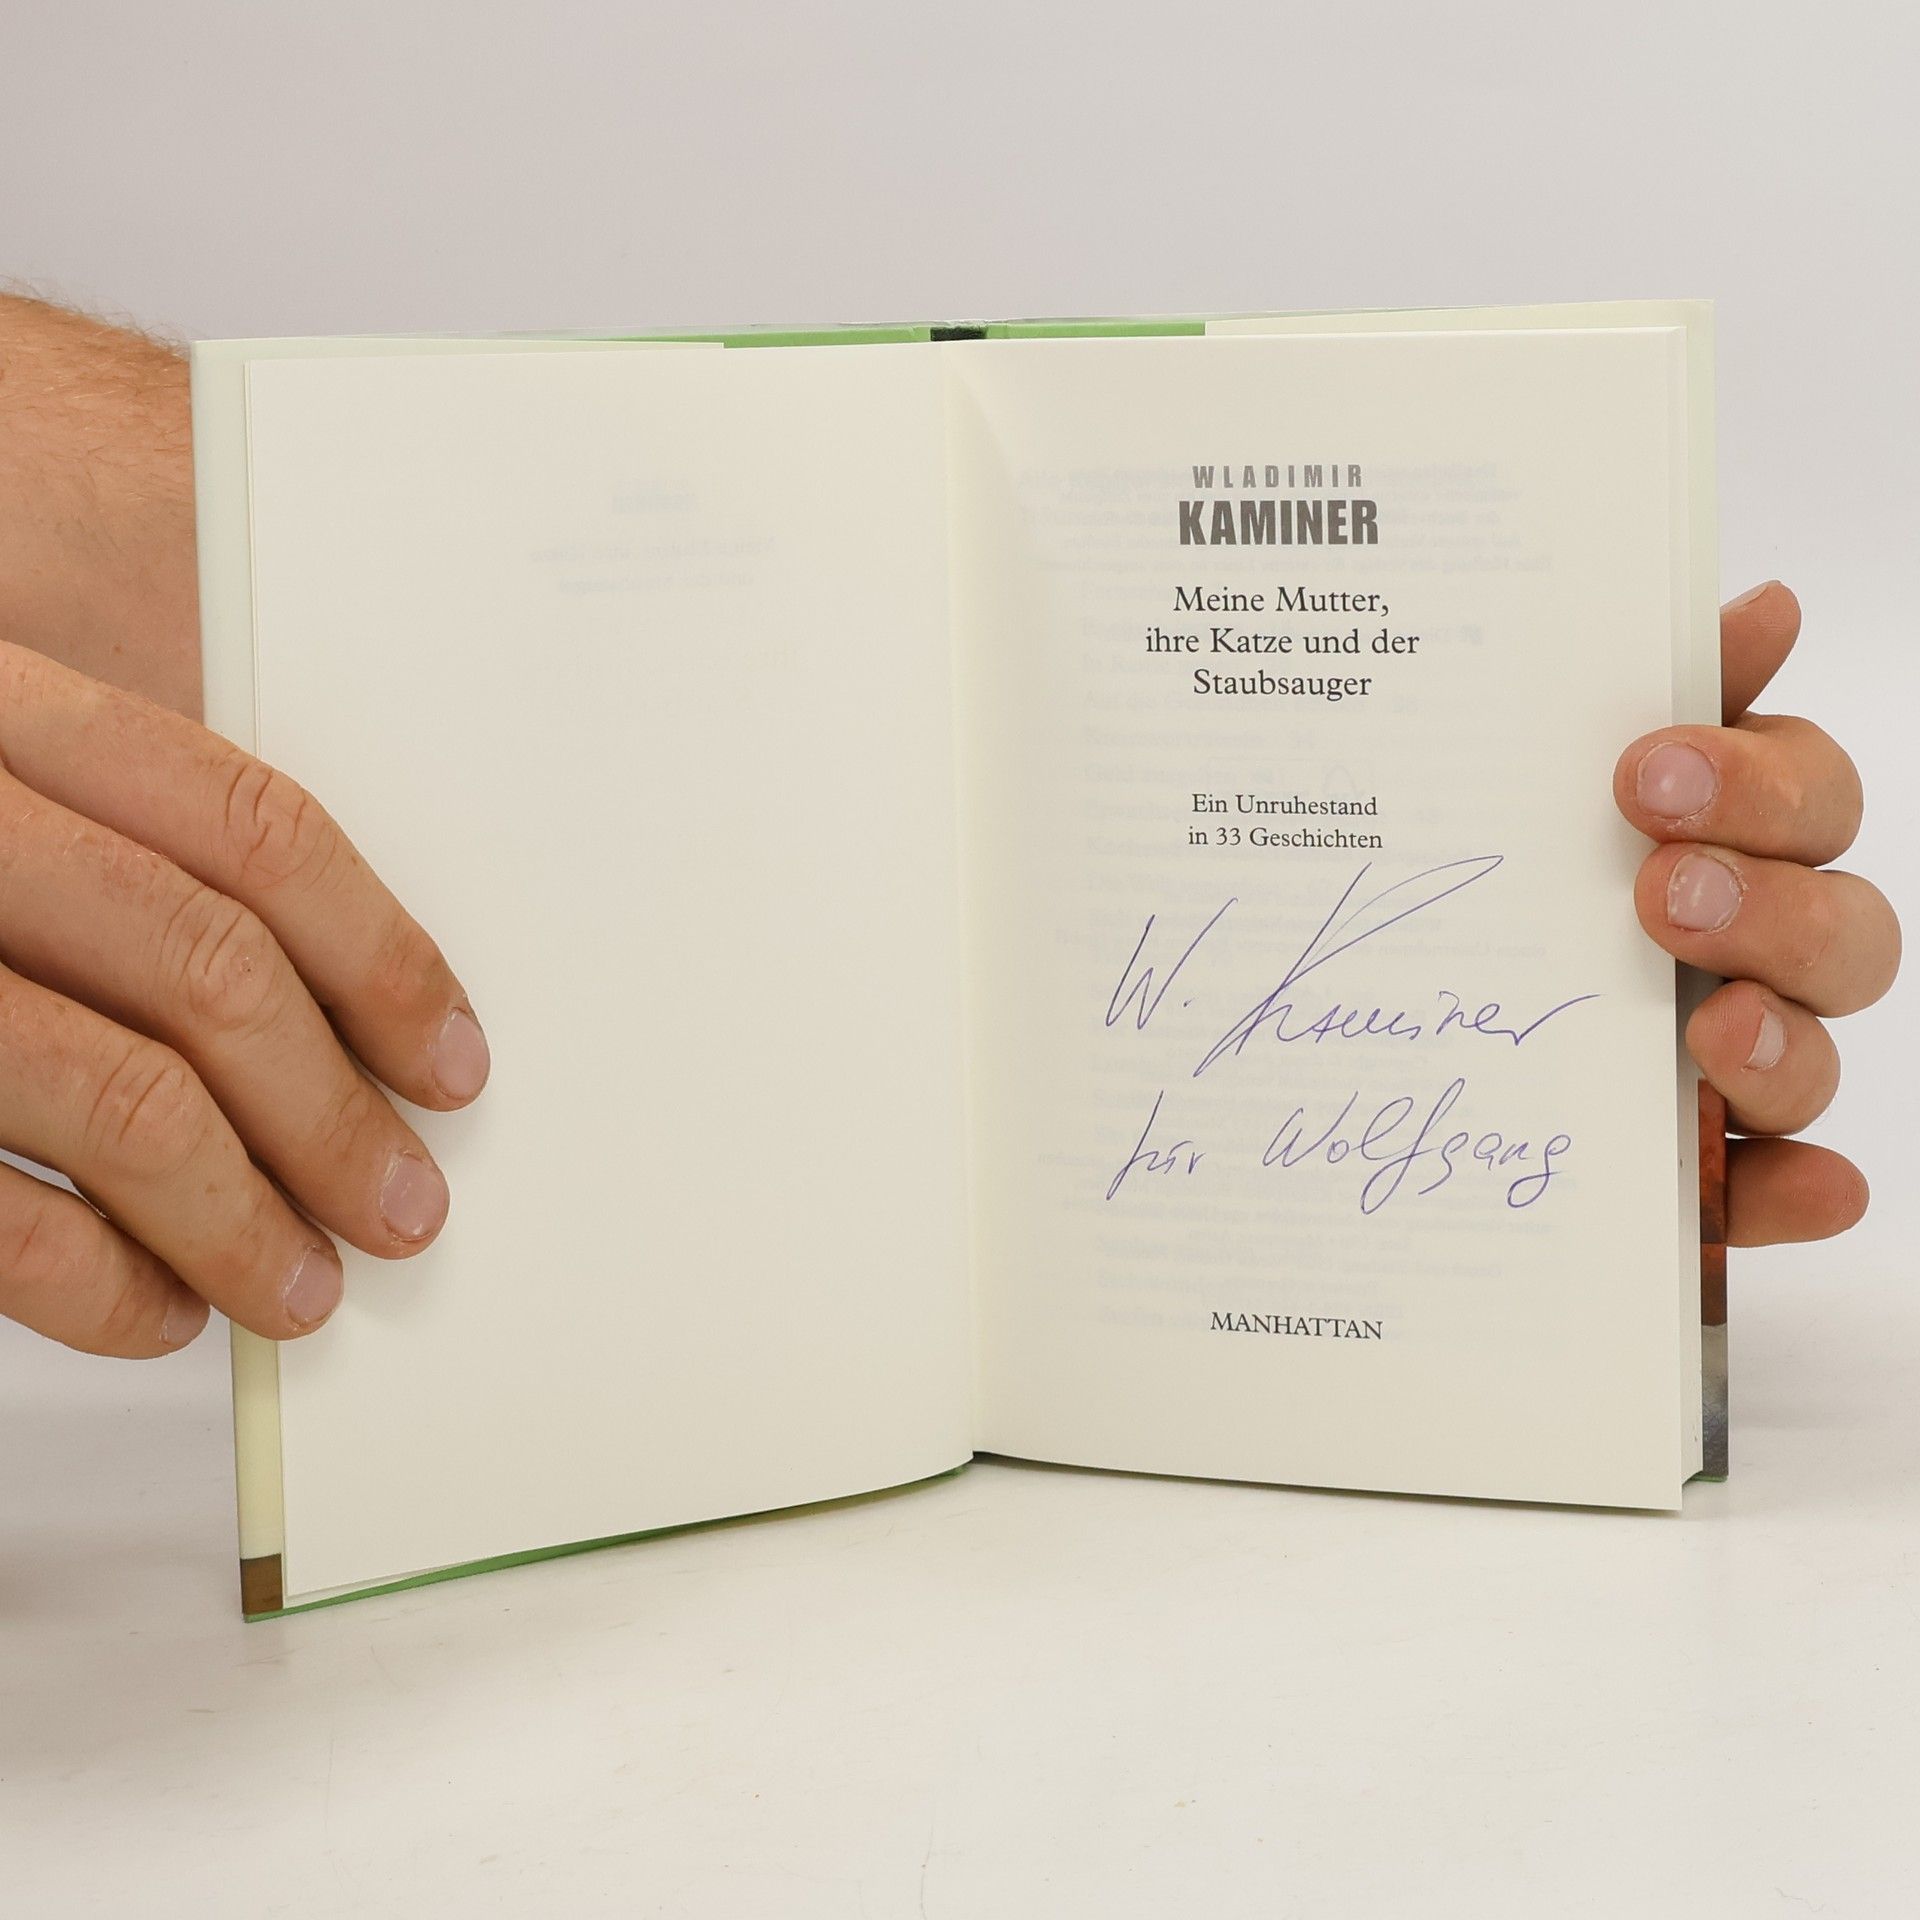 WLADIMIR
KAMINER
Meine Mutter,
ihre Katze und der
Staubsauger
Ein Unruhestand
in 33 Geschichten
W. Kaminer
für Wolfgang
MANHATTAN